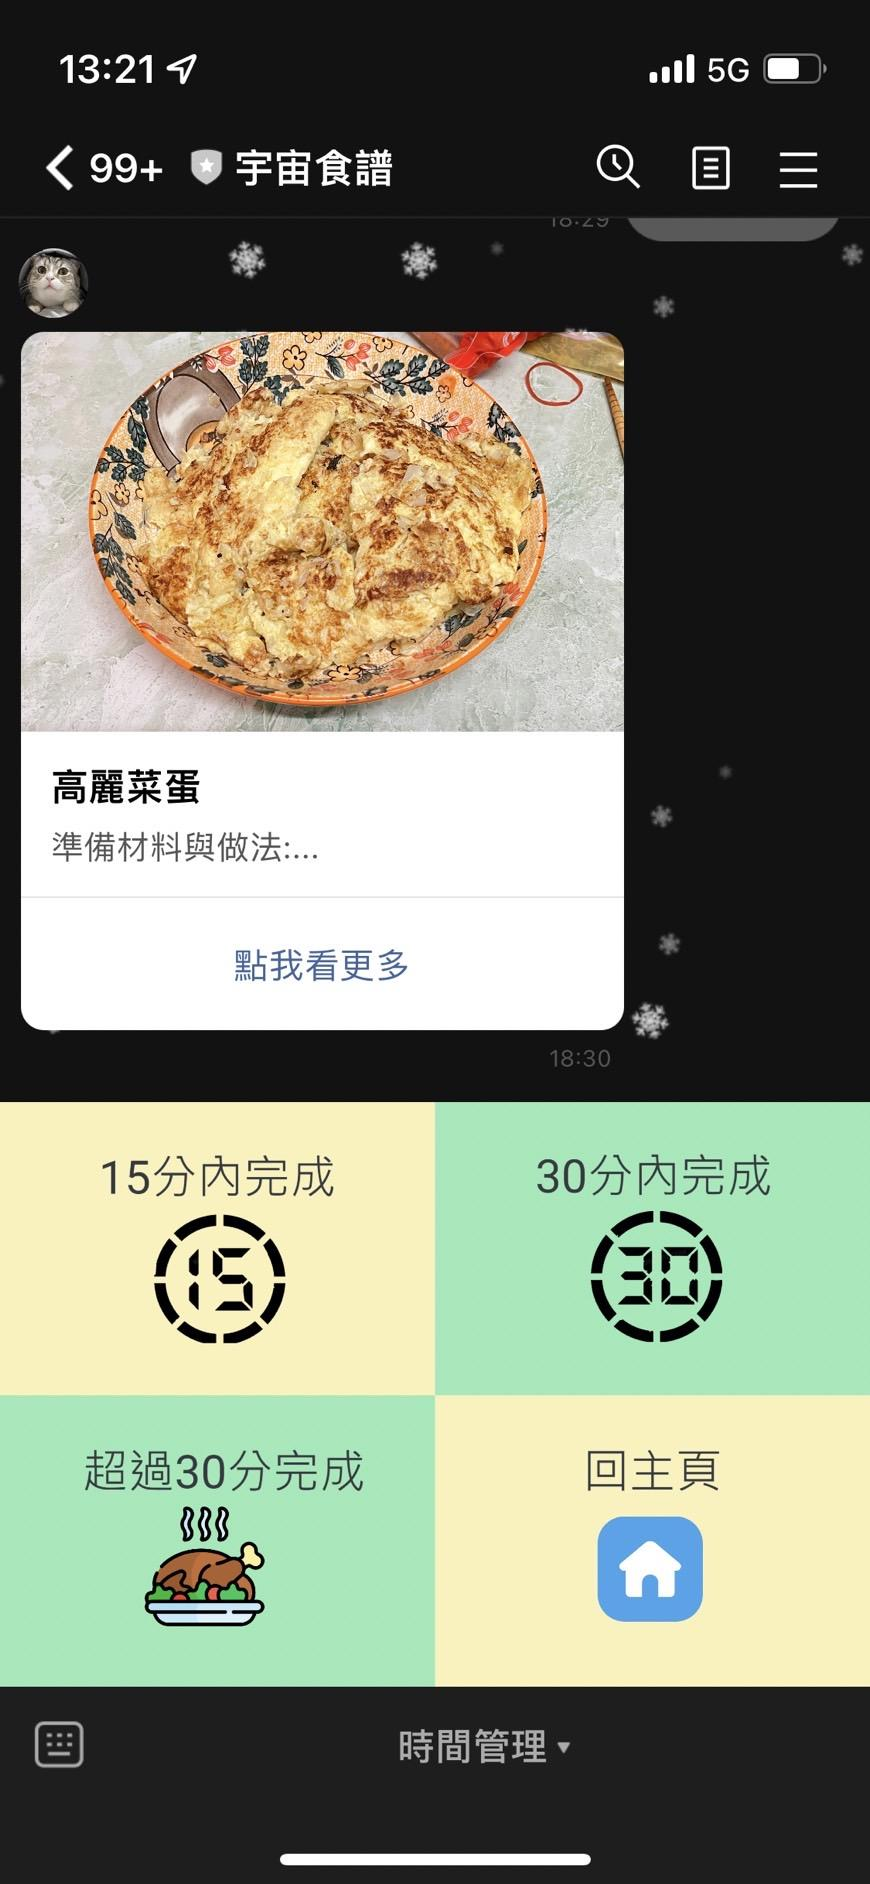 13:21
5G
99+ 宇宙食譜
18:29
高麗菜蛋
準備材料與做法:...
點我看更多
18:30
15分內完成
30分內完成
15
30
超過30分完成
回主頁
時間管理 ▾